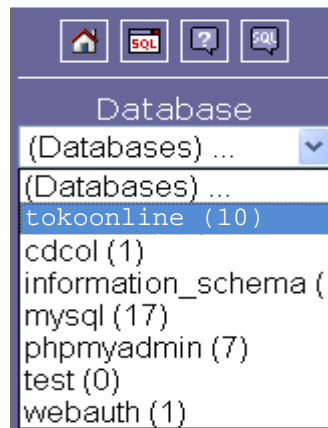 SQL ? SQL
Database
(Databases) ...
(Databases) ...
tokoonline (10)
cdcol (1)
information_schema (
mysql (17)
phpmyadmin (7)
test (0)
webauth (1)